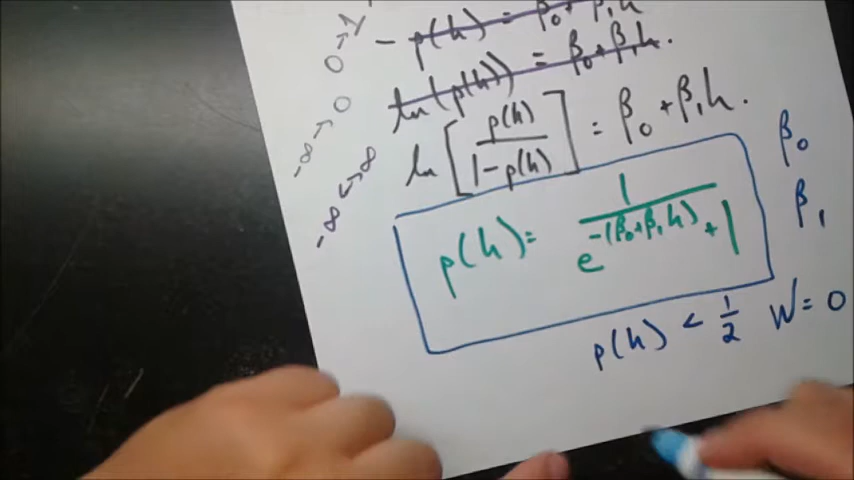 0→1 -p(h) = β₀+β₁h
-∞→0 ln(p(h)) = β₀+β₁h.
-∞↔∞ ln[p(h)/(1-p(h))] = β₀+β₁h.
p(h)= 1/(e^(-(β₀+β₁h))+1)
β₀
β₁
p(h) < 1/2 W=0